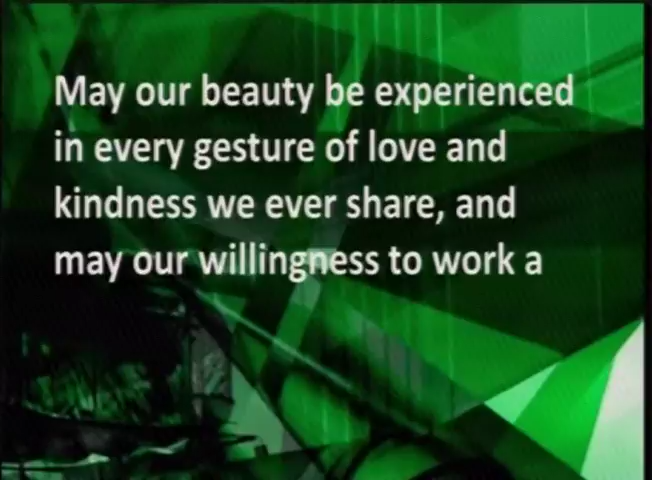 May our beauty be experienced
in every gesture of love and
kindness we ever share, and
may our willingness to work a